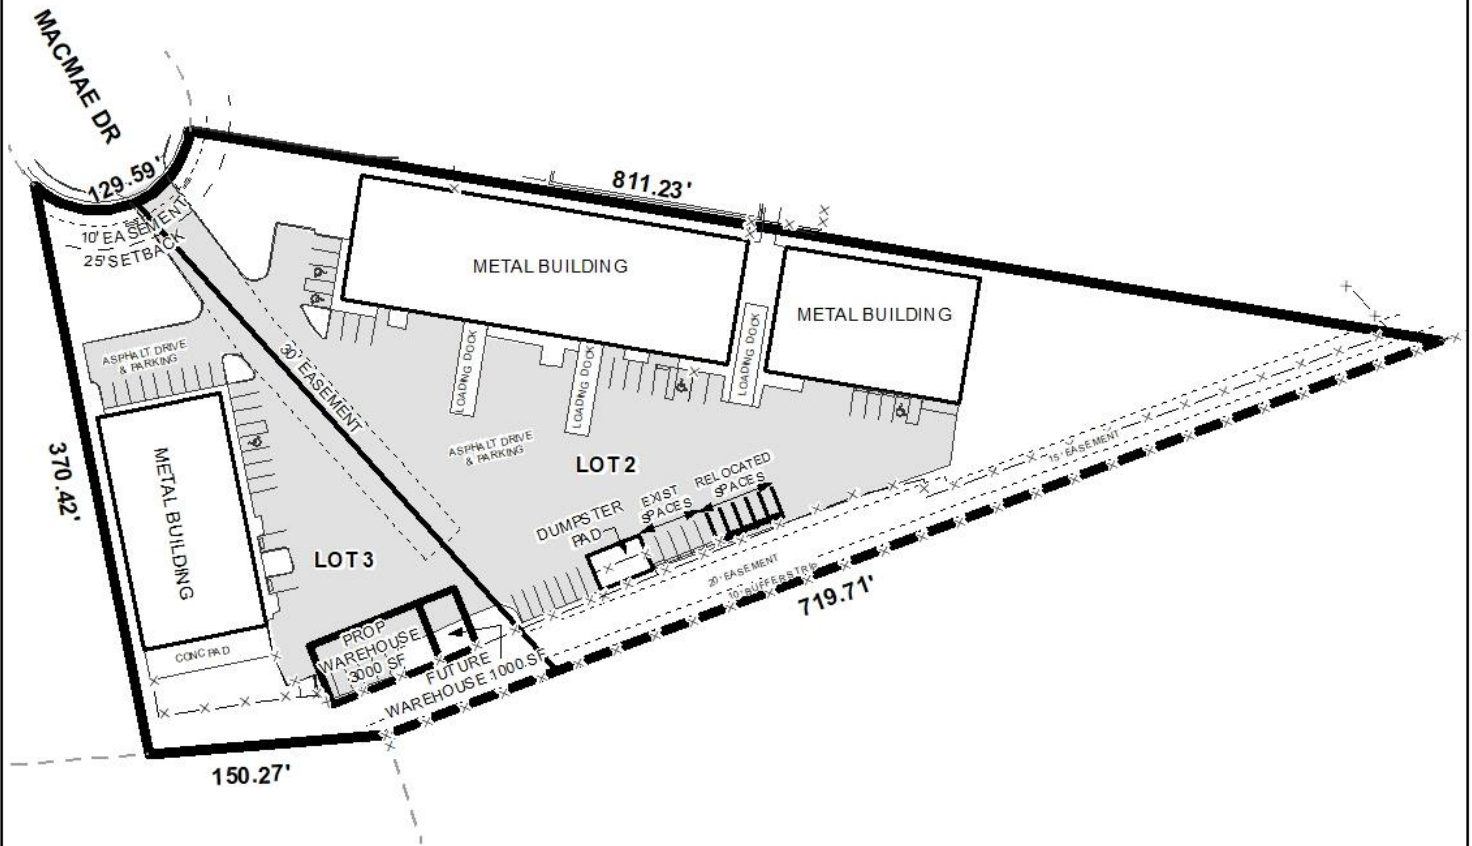 MACMAE DR
129.59'
811.23'
10' EASEMENT
25' SETBACK
METAL BUILDING
METAL BUILDING
ASPHALT DRIVE
& PARKING
30' EASEMENT
LOADING DOCK
LOADING DOCK
LOADING DOCK
ASPHALT DRIVE
& PARKING
LOT 2
15' EASEMENT
370.42'
METAL BUILDING
RELOCATED
SPACES
EXIST
SPACES
DUMPSTER
PAD
LOT 3
20' EASEMENT
10' BUFFERSTRIP
719.71'
PROP
WAREHOUSE
3000 SF
CONC PAD
FUTURE
WAREHOUSE 1000 SF
150.27'